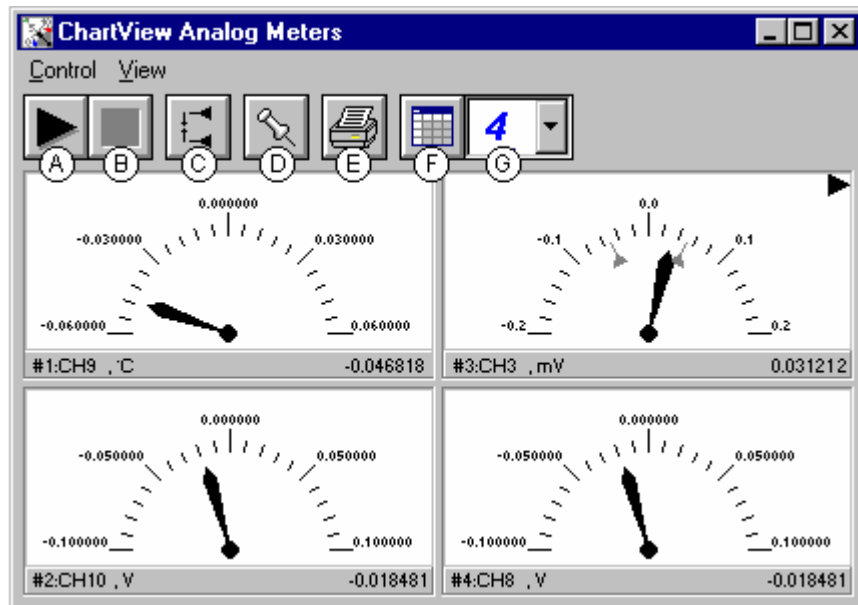 ChartView Analog Meters
Control View
4
A B C D E F G
0.000000
-0.030000 0.030000
-0.060000 0.060000
#1:CH9 , °C -0.046818
0.0
-0.1 0.1
-0.2 0.2
#3:CH3 , mV 0.031212
0.000000
-0.050000 0.050000
-0.100000 0.100000
#2:CH10 , V -0.018481
0.000000
-0.050000 0.050000
-0.100000 0.100000
#4:CH8 , V -0.018481